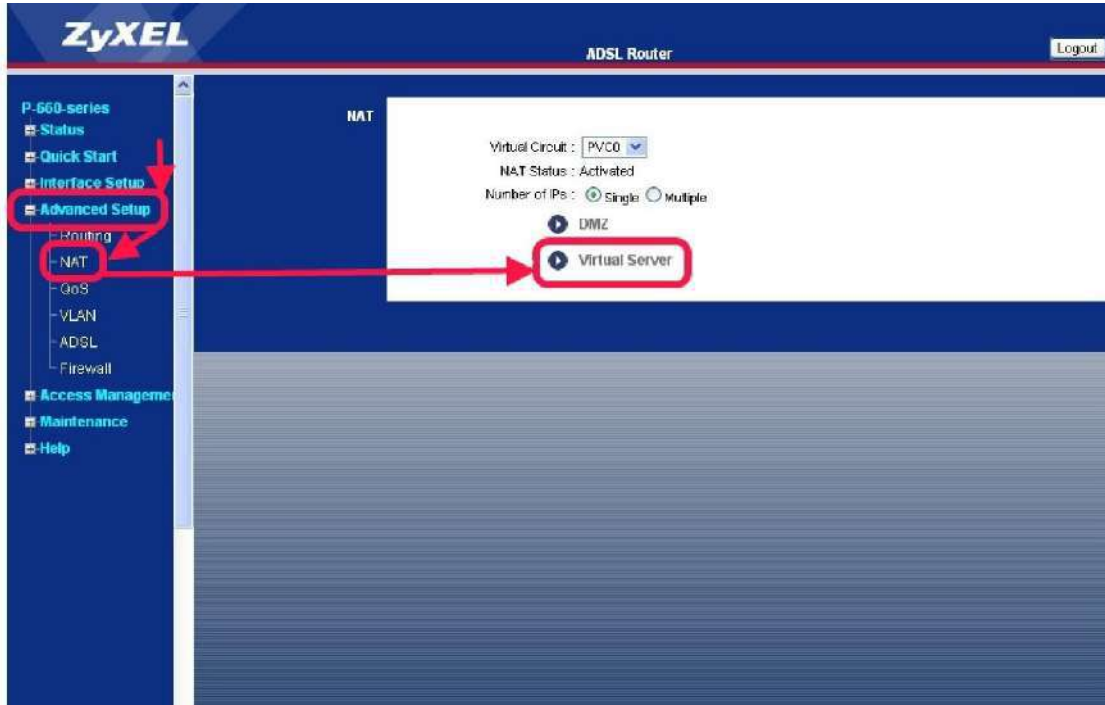 ZyXEL
ADSL Router
Logout
P-660-series
Status
Quick Start
Interface Setup
Advanced Setup
Routing
NAT
QoS
VLAN
ADSL
Firewall
Access Manageme
Maintenance
Help
NAT
Virtual Circuit : PVC0
NAT Status : Activated
Number of IPs : Single Multiple
DMZ
Virtual Server